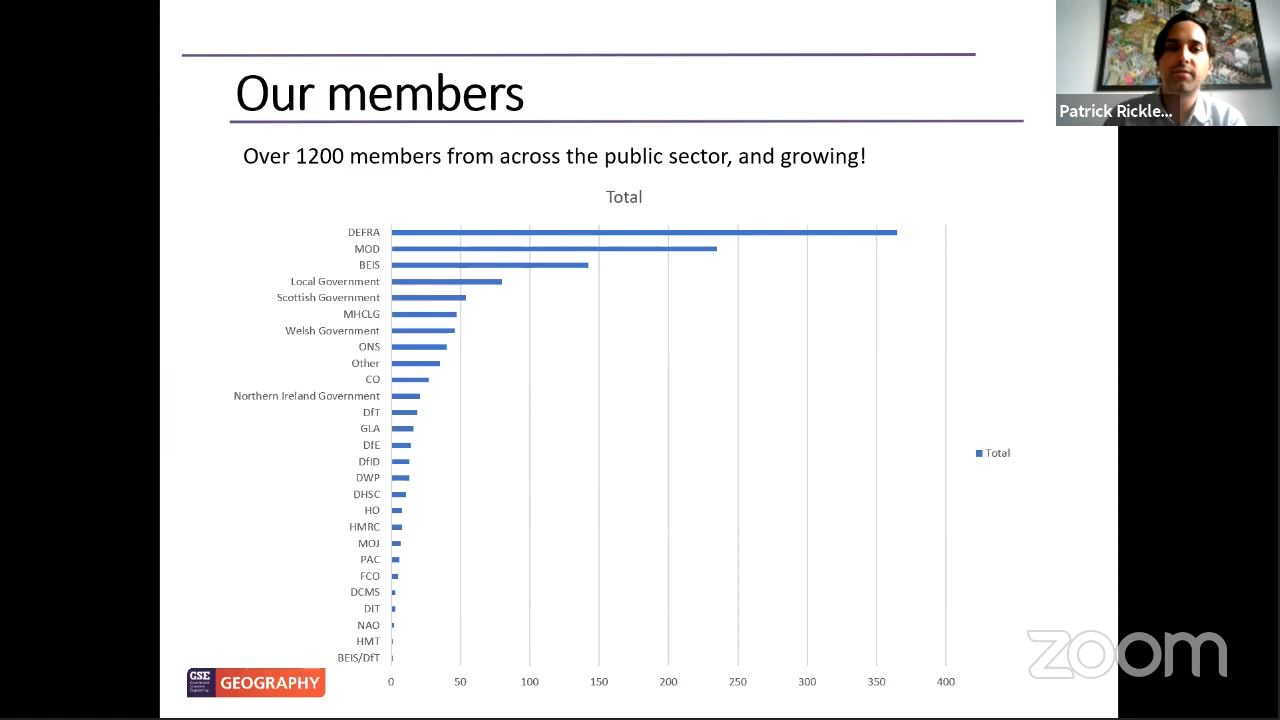 Our members
Patrick Rickle...
Over 1200 members from across the public sector, and growing!
Total
DEFRA
MOD
BEIS
Local Government
Scottish Government
MHCLG
Welsh Government
ONS
Other
CO
Northern Ireland Government
DfT
GLA
DfE
DfID
DWP
DHSC
HO
HMRC
MOJ
PAC
FCO
DCMS
DIT
NAO
HMT
BEIS/DfT
0 50 100 150 200 250 300 350 400
Total
GSE
GEOGRAPHY
zoom